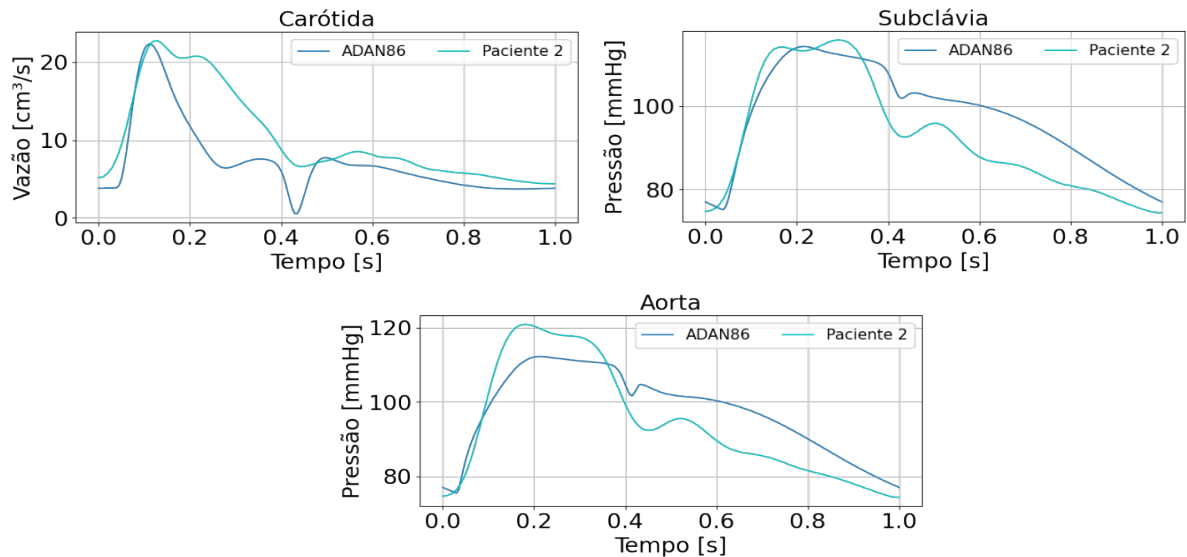 Carótida
Vazão [cm³/s]
20
10
0
ADAN86
Paciente 2
0.0 0.2 0.4 0.6 0.8 1.0
Tempo [s]
Subclávia
Pressão [mmHg]
100
80
ADAN86
Paciente 2
0.0 0.2 0.4 0.6 0.8 1.0
Tempo [s]
Aorta
Pressão [mmHg]
120
100
80
ADAN86
Paciente 2
0.0 0.2 0.4 0.6 0.8 1.0
Tempo [s]